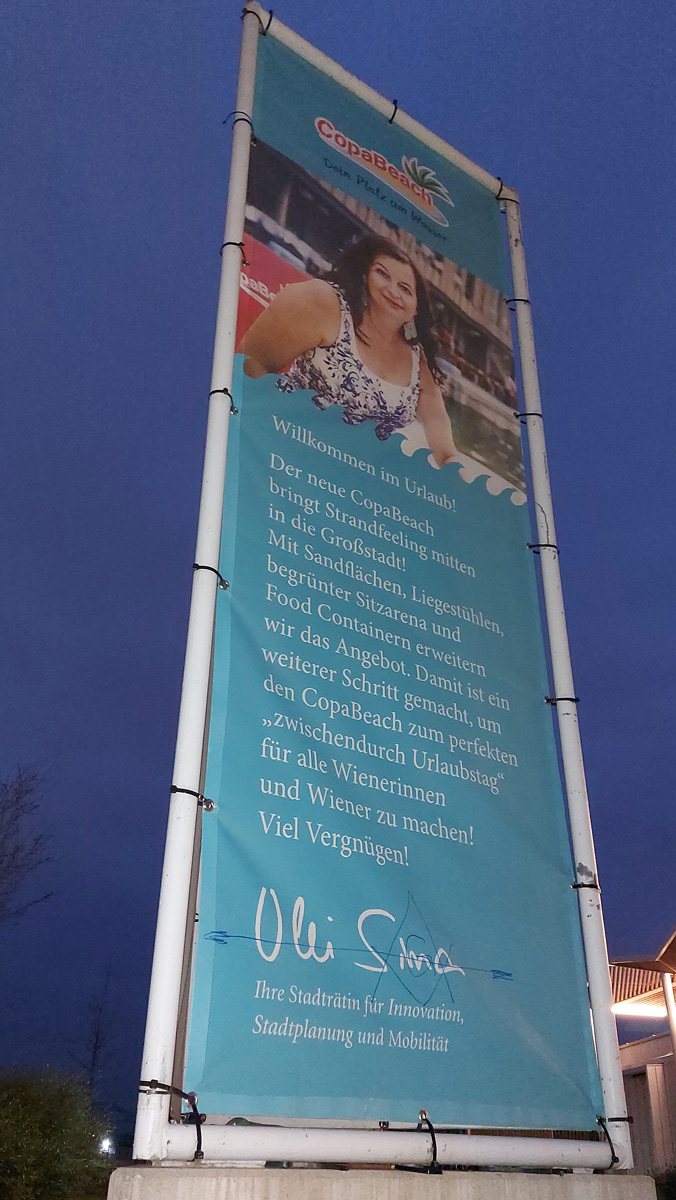 CopaBeach
Dein Platz am Wasser
Willkommen im Urlaub!
Der neue CopaBeach
bringt Strandfeeling mitten
in die Großstadt!
Mit Sandflächen, Liegestühlen,
begrünter Sitzarena und
Food Containern erweitern
wir das Angebot. Damit ist ein
weiterer Schritt gemacht, um
den CopaBeach zum perfekten
„zwischendurch Urlaubstag“
für alle Wienerinnen
und Wiener zu machen!
Viel Vergnügen!
Ulli Sima
Ihre Stadträtin für Innovation,
Stadtplanung und Mobilität